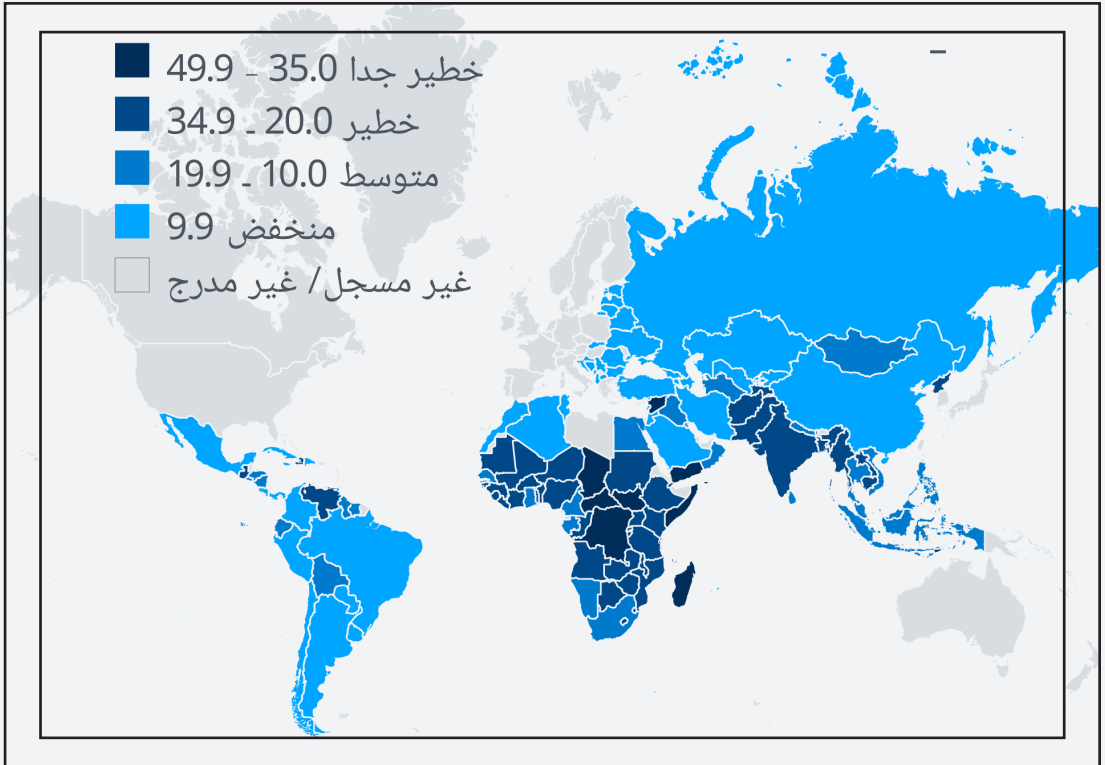 خطير جدا 35.0 - 49.9
خطير 20.0 - 34.9
متوسط 10.0 - 19.9
منخفض 9.9
غير مسجل/ غير مدرج